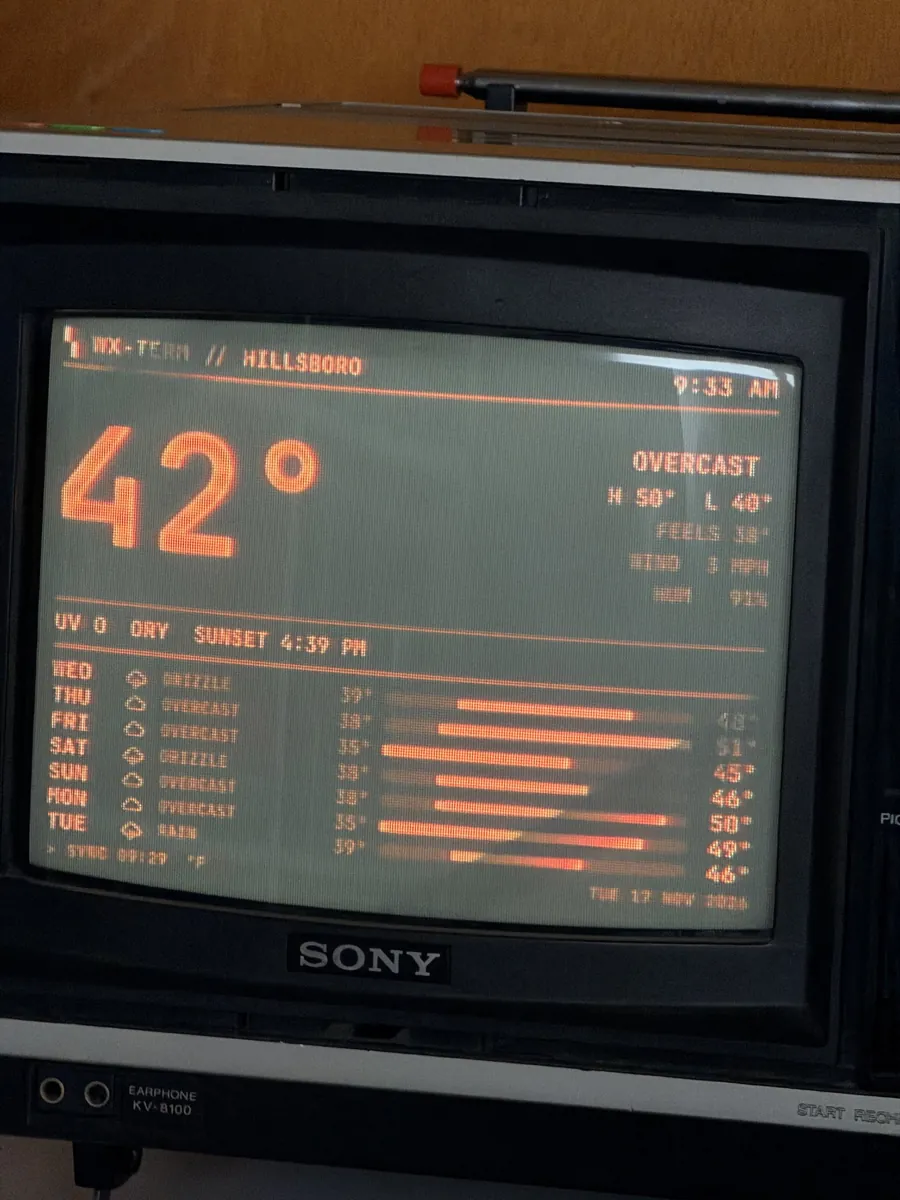 WX-TERM // HILLSBORO
9:33 AM
42°
OVERCAST
H 50° L 40°
FEELS 38°
WIND 3 MPH
HUM 91%
UV 0 DRY SUNSET 4:39 PM
WED DRIZZLE 39° 48°
THU OVERCAST 38° 51°
FRI OVERCAST 35° 45°
SAT DRIZZLE 38° 46°
SUN OVERCAST 38° 50°
MON OVERCAST 35° 49°
TUE RAIN 39° 46°
> SYNC 09:29 °F
TUE 17 NOV
SONY
EARPHONE
KV-8100
START